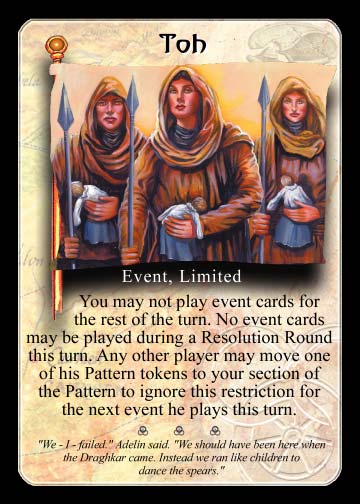 Toh
Event, Limited
You may not play event cards for
the rest of the turn. No event cards
may be played during a Resolution Round
this turn. Any other player may move one
of his Pattern tokens to your section of
the Pattern to ignore this restriction for
the next event he plays this turn.
"We - I - failed." Adelin said. "We should have been here when
the Draghkar came. Instead we ran like children to
dance the spears."